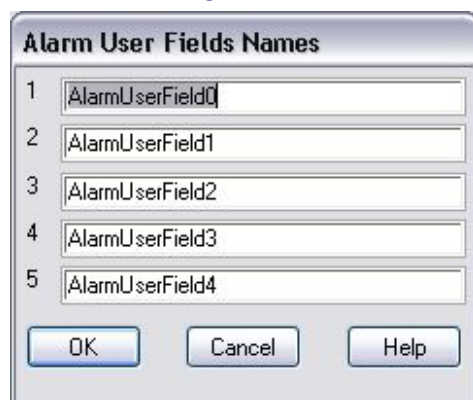 Alarm User Fields Names
1 AlarmUserField0
2 AlarmUserField1
3 AlarmUserField2
4 AlarmUserField3
5 AlarmUserField4
OK Cancel Help